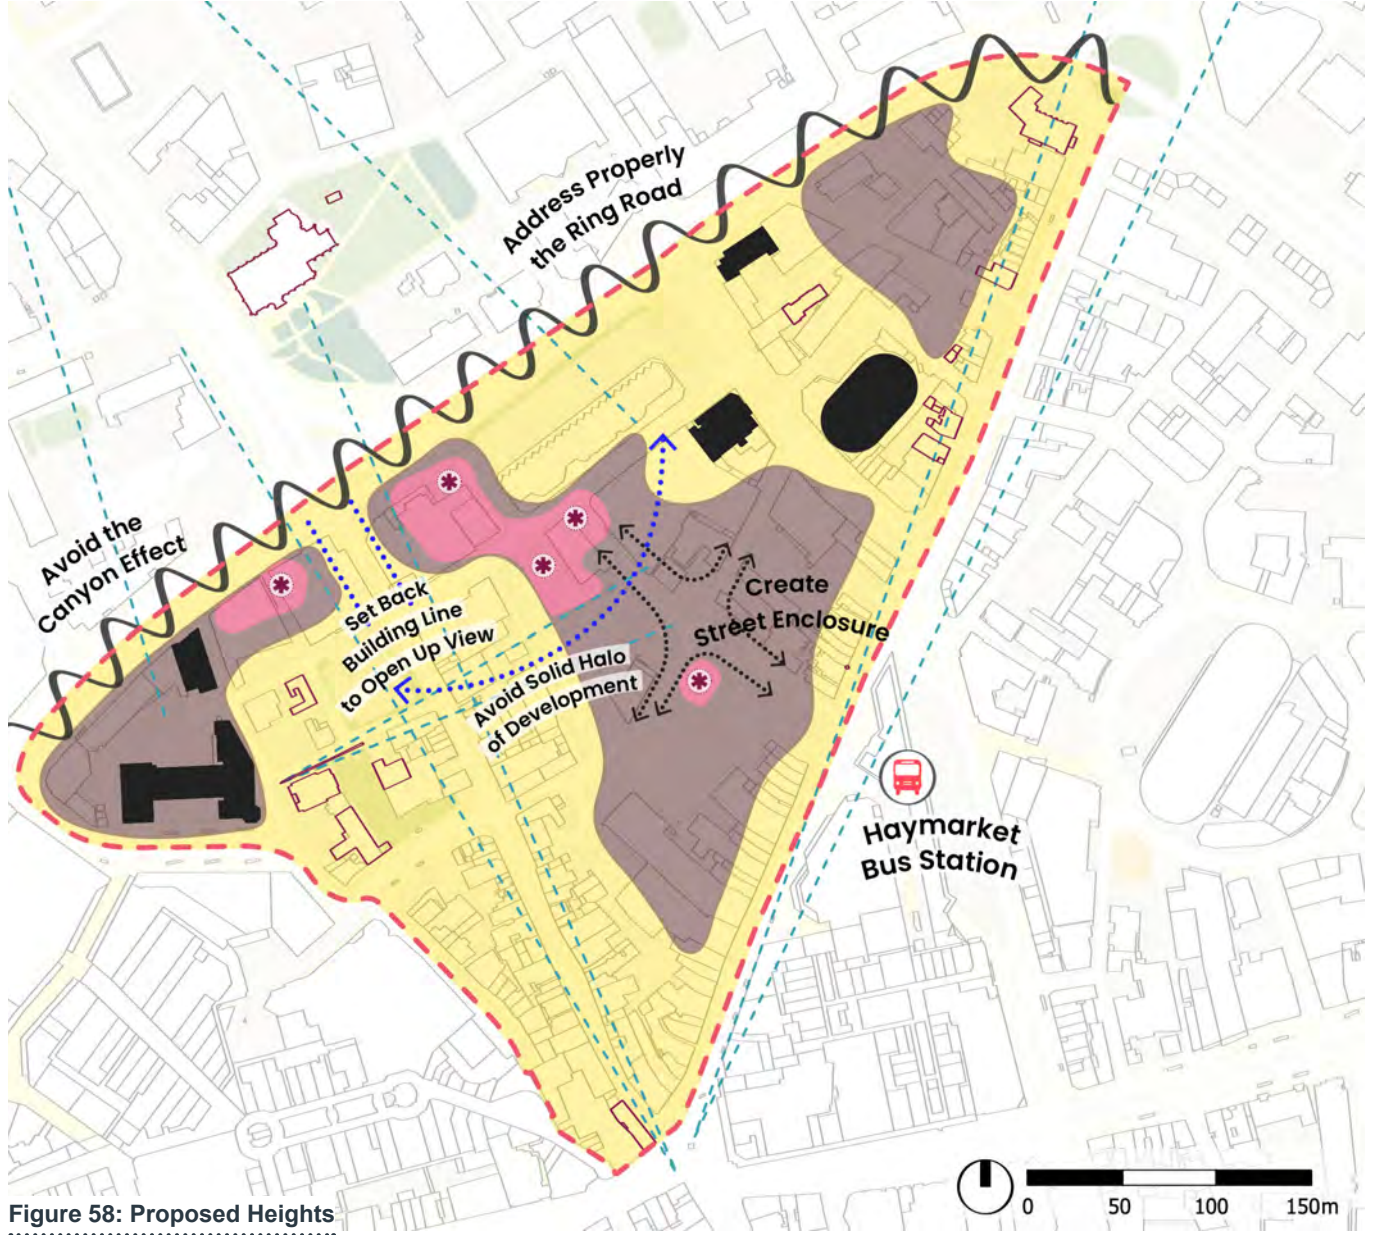 Address Properly
the Ring Road
Avoid the
Canyon Effect
Set Back
Building Line
to Open Up View
Avoid Solid Halo
of Development
Create
Street Enclosure
Haymarket
Bus Station
0 50 100 150m
Figure 58: Proposed Heights